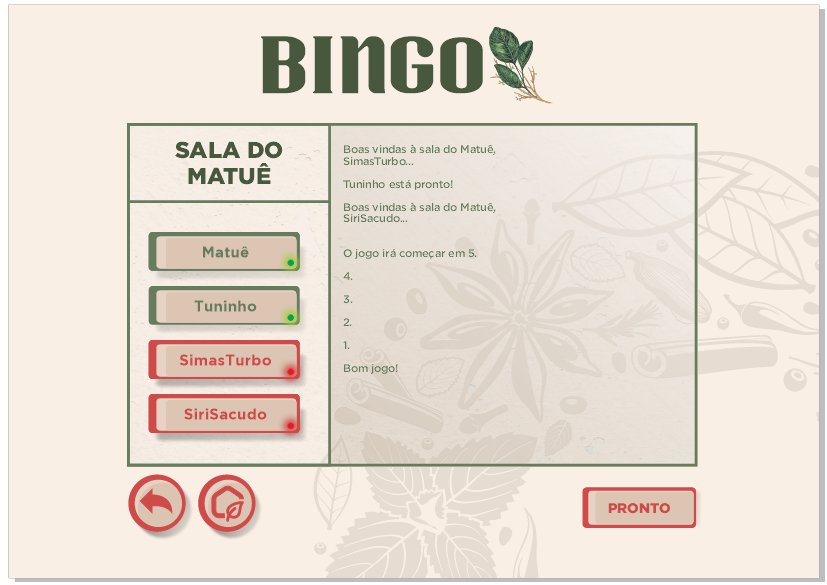 BINGO
SALA DO
MATUÊ
Matuê
Tuninho
SimasTurbo
SiriSacudo
Boas vindas à sala do Matuê,
SimasTurbo...
Tuninho está pronto!
Boas vindas à sala do Matuê,
SiriSacudo...
O jogo irá começar em 5.
4.
3.
2.
1.
Bom jogo!
PRONTO